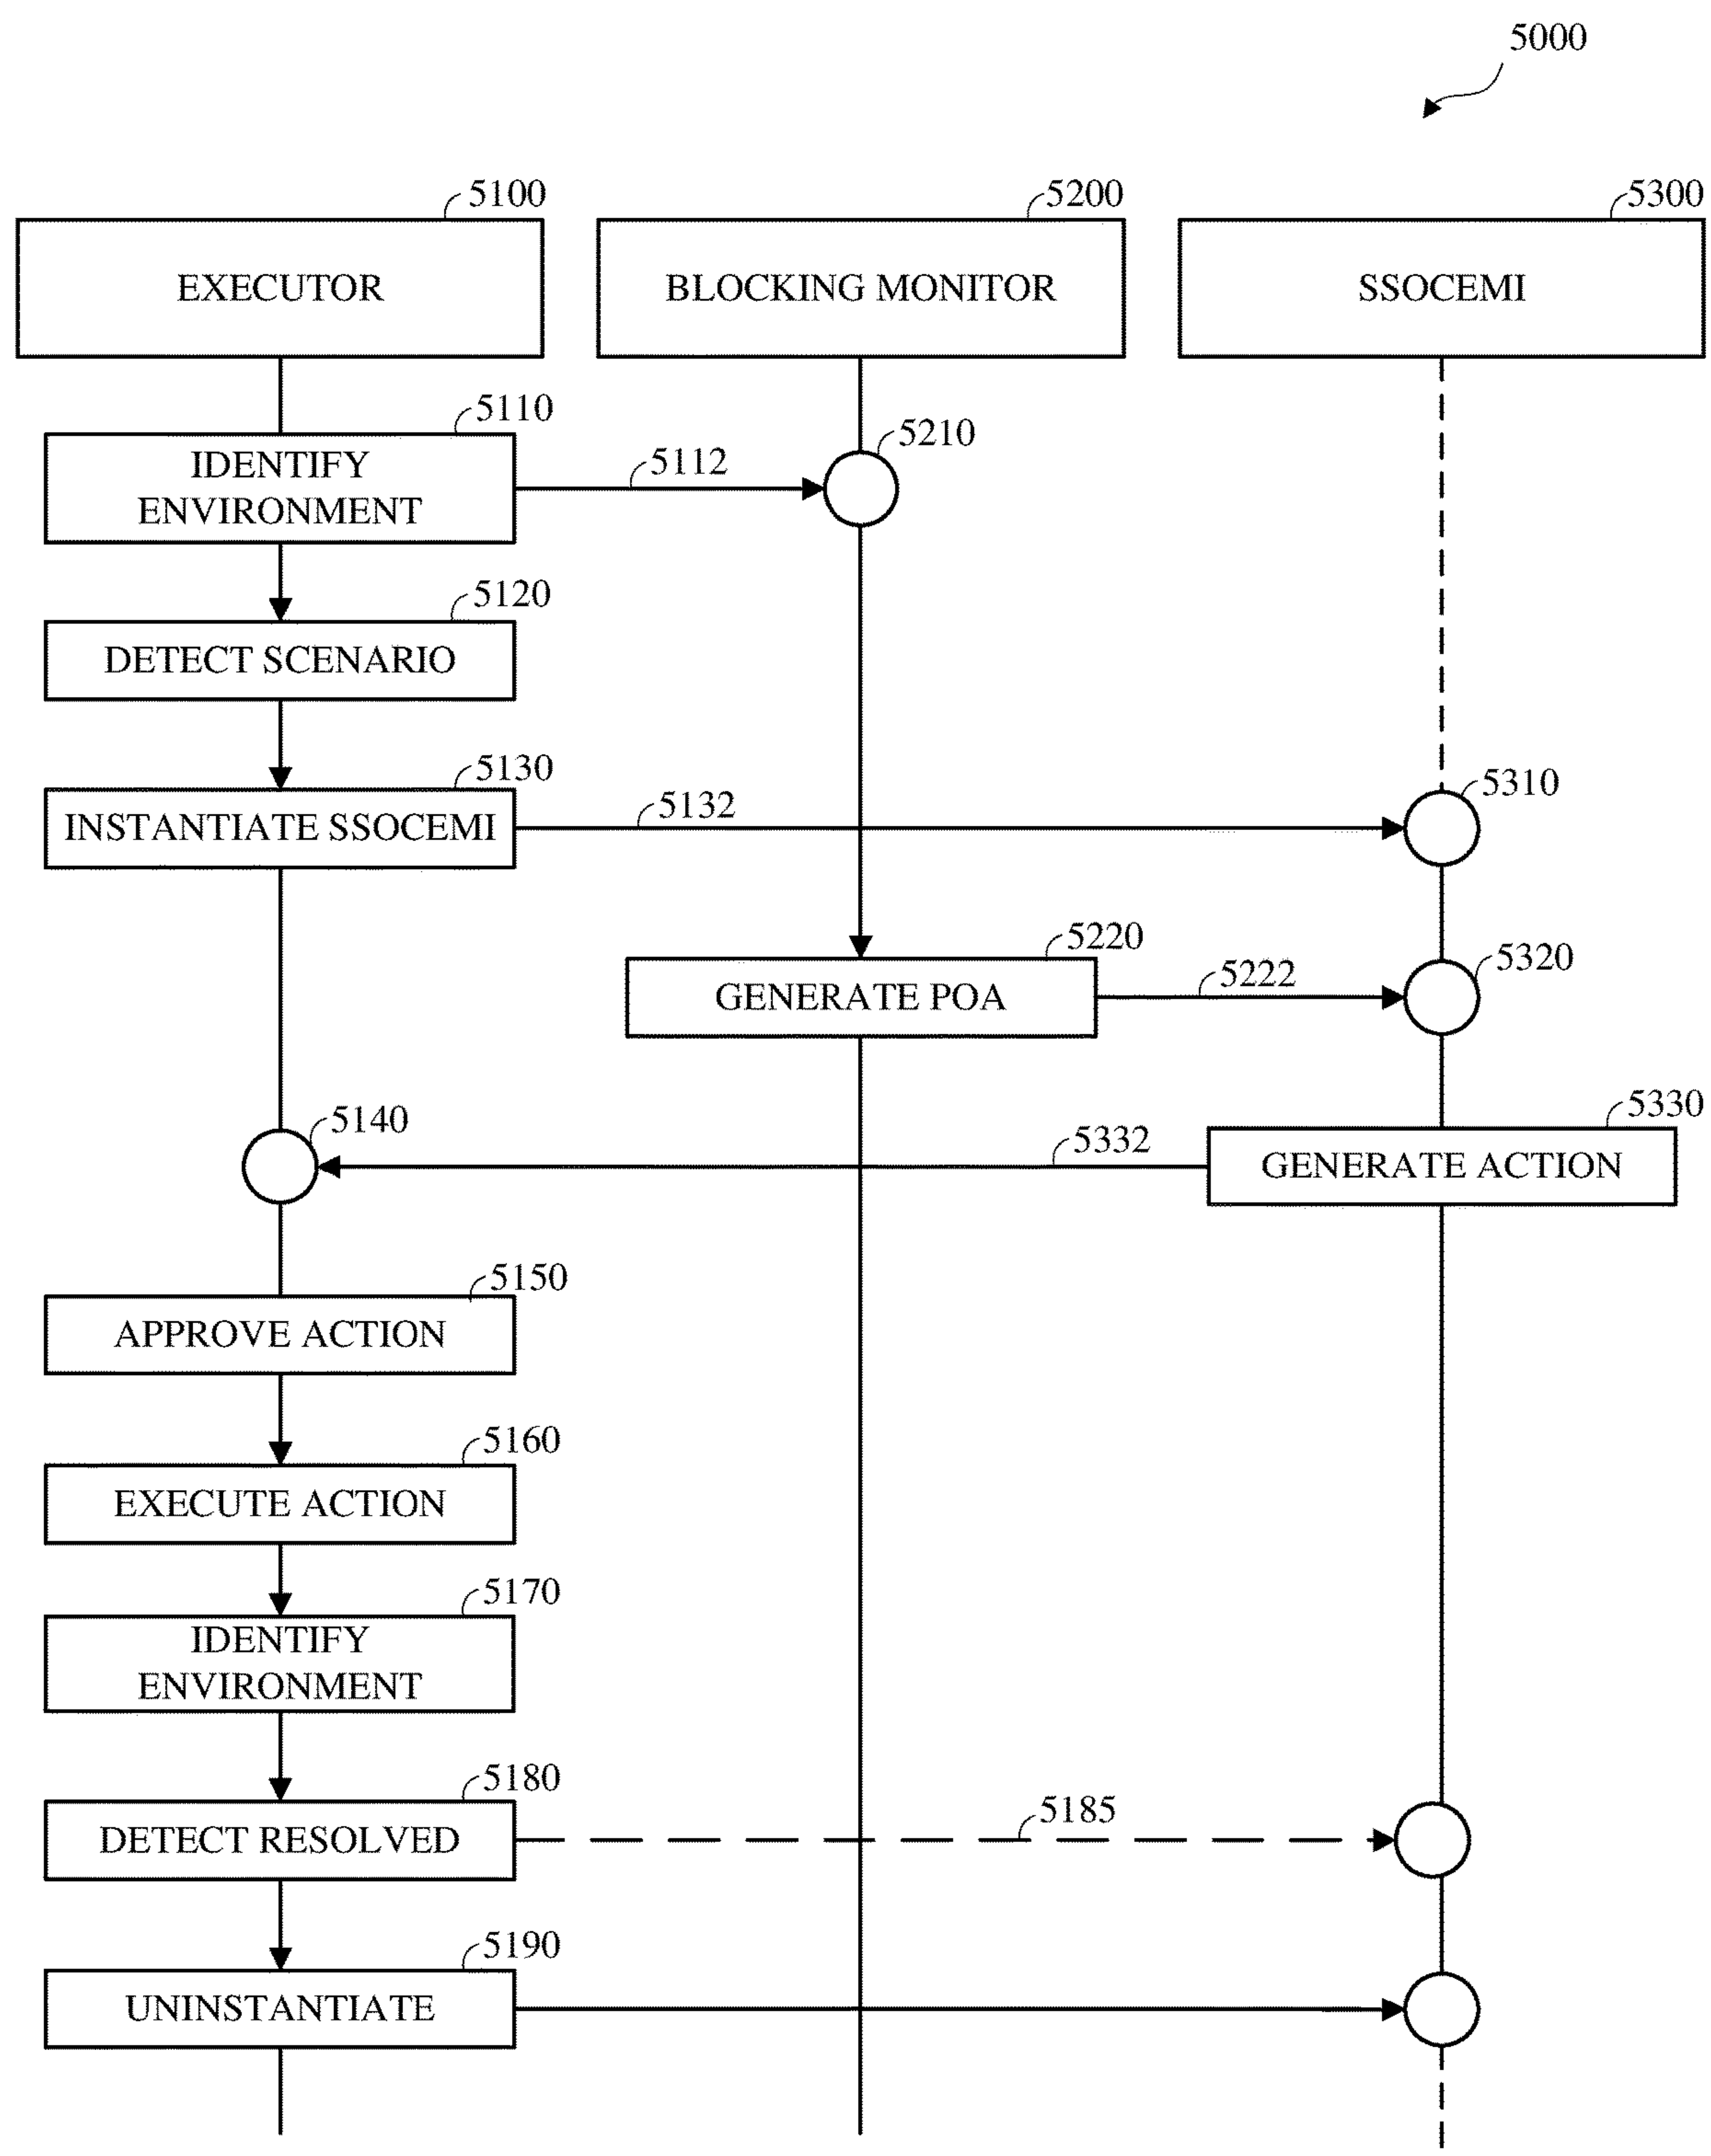 5000
5100
5200
5300
EXECUTOR
BLOCKING MONITOR
SSOCEMI
5110
5210
IDENTIFY
ENVIRONMENT
5112
5120
DETECT SCENARIO
5130
5132
5310
INSTANTIATE SSOCEMI
5220
5222
5320
GENERATE POA
5140
5332
5330
GENERATE ACTION
5150
APPROVE ACTION
5160
EXECUTE ACTION
5170
IDENTIFY
ENVIRONMENT
5180
5185
DETECT RESOLVED
5190
UNINSTANTIATE